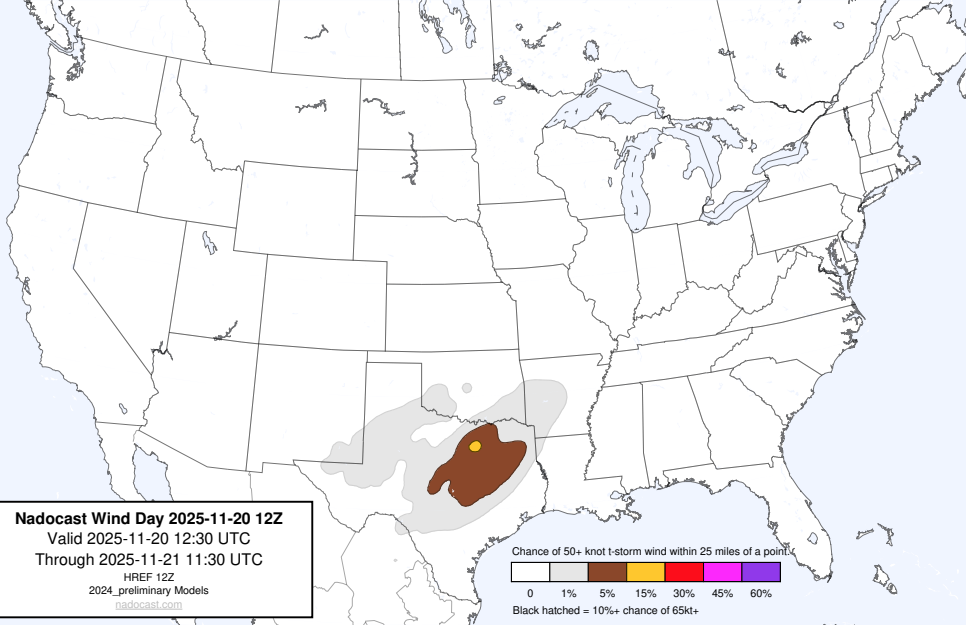 Nadocast Wind Day 2025-11-20 12Z
Valid 2025-11-20 12:30 UTC
Through 2025-11-21 11:30 UTC
HREF 12Z
2024_preliminary Models
nadocast.com
Chance of 50+ knot t-storm wind within 25 miles of a point.
0 1% 5% 15% 30% 45% 60%
Black hatched = 10%+ chance of 65kt+